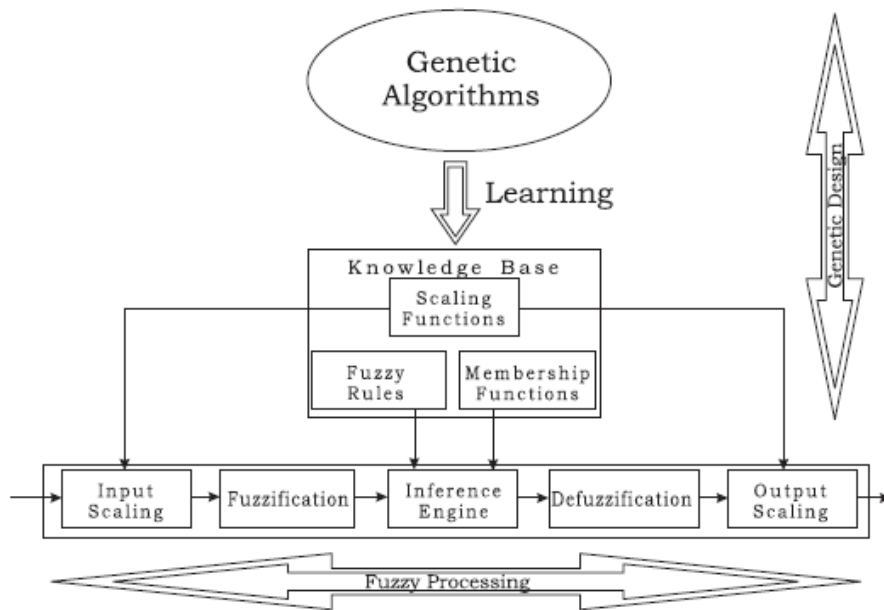 Genetic
Algorithms
Learning
Genetic Design
Knowledge Base
Scaling
Functions
Fuzzy
Rules
Membership
Functions
Input
Scaling
Fuzzification
Inference
Engine
Defuzzification
Output
Scaling
Fuzzy Processing